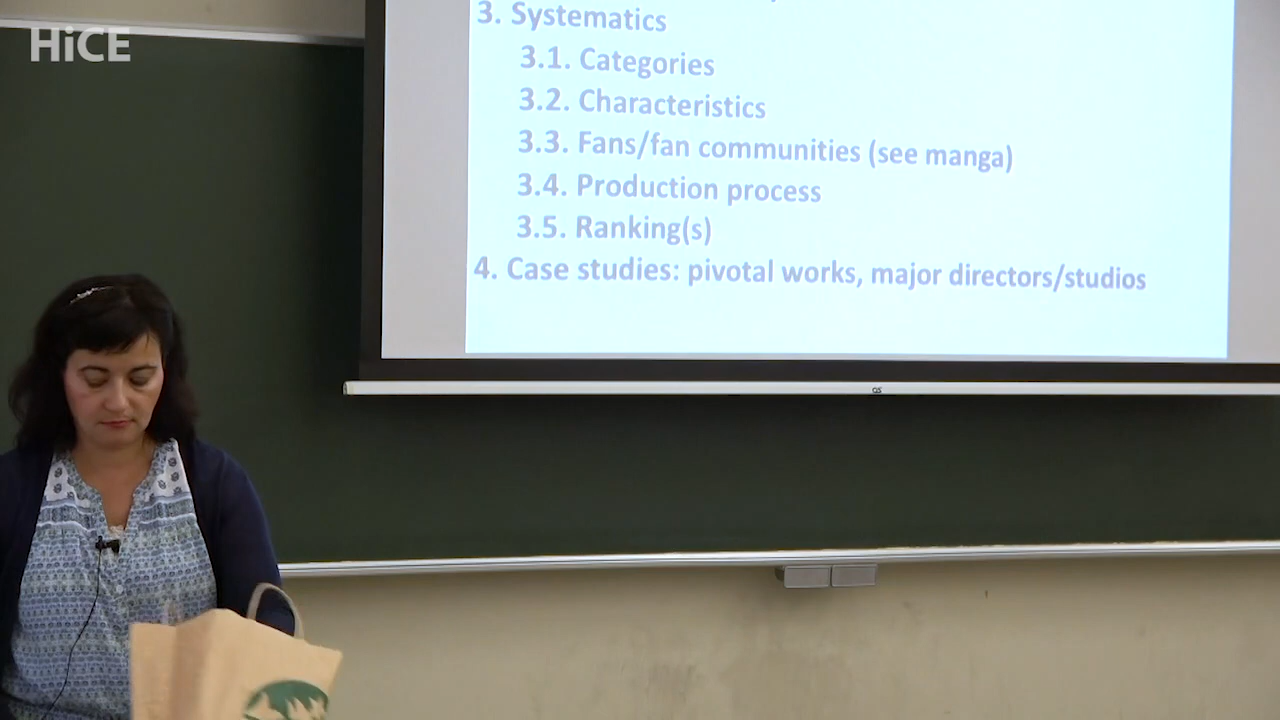 HiCE
3. Systematics
3.1. Categories
3.2. Characteristics
3.3. Fans/fan communities (see manga)
3.4. Production process
3.5. Ranking(s)
4. Case studies: pivotal works, major directors/studios